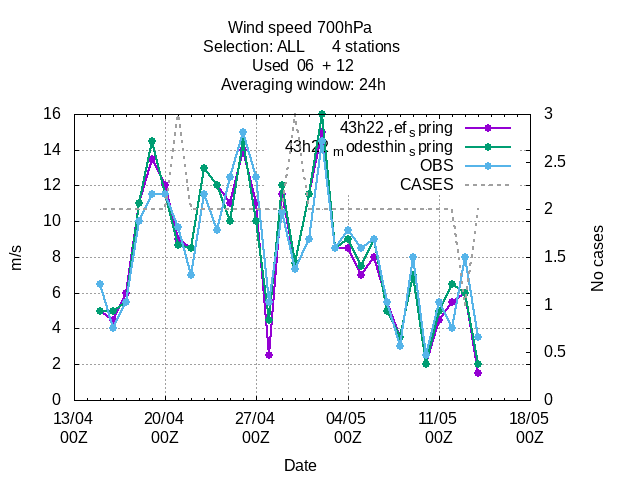 Wind speed 700hPa
Selection: ALL 4 stations
Used 06 + 12
Averaging window: 24h
43h22_refspring
43h22_modesthinspring
OBS
CASES
16
14
12
10
8
6
4
2
0
m/s
3
2.5
2
1.5
1
0.5
0
No cases
13/04 20/04 27/04 04/05 11/05 18/05
00Z 00Z 00Z 00Z 00Z 00Z
Date